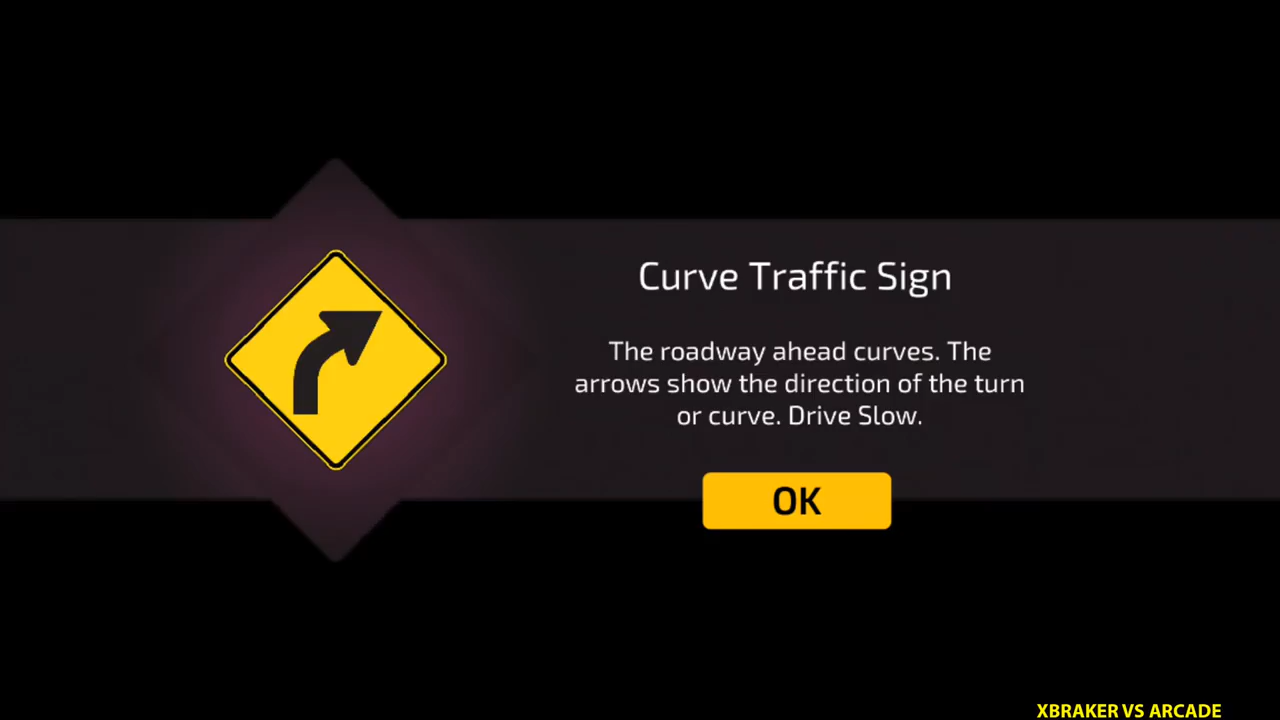 Curve Traffic Sign
The roadway ahead curves. The
arrows show the direction of the turn
or curve. Drive Slow.
OK
XBRAKER VS ARCADE